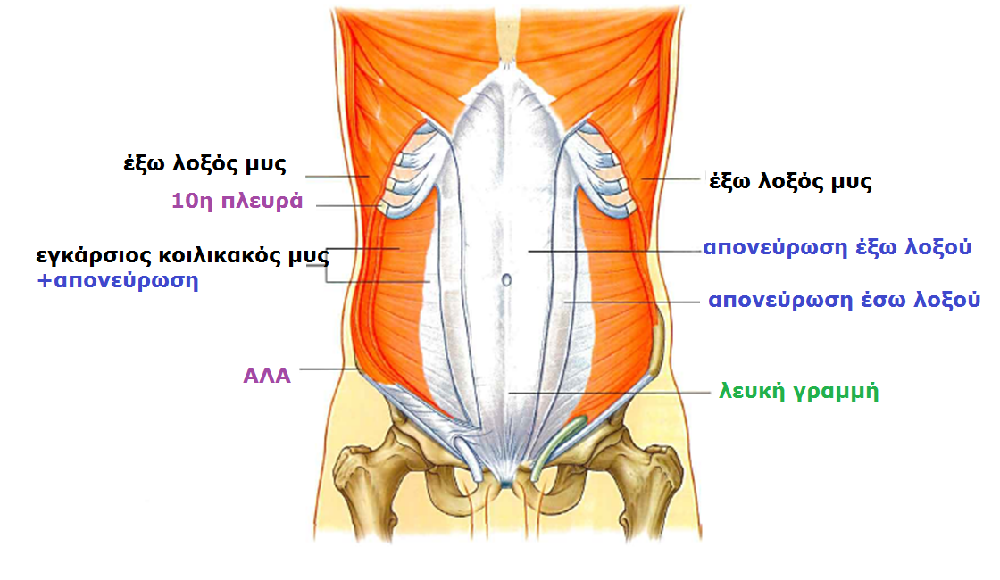 έξω λοξός μυς
10η πλευρά
εγκάρσιος κοιλικακός μυς
+απονεύρωση
ΑΛΑ
έξω λοξός μυς
απονεύρωση έξω λοξού
απονεύρωση έσω λοξού
λευκή γραμμή